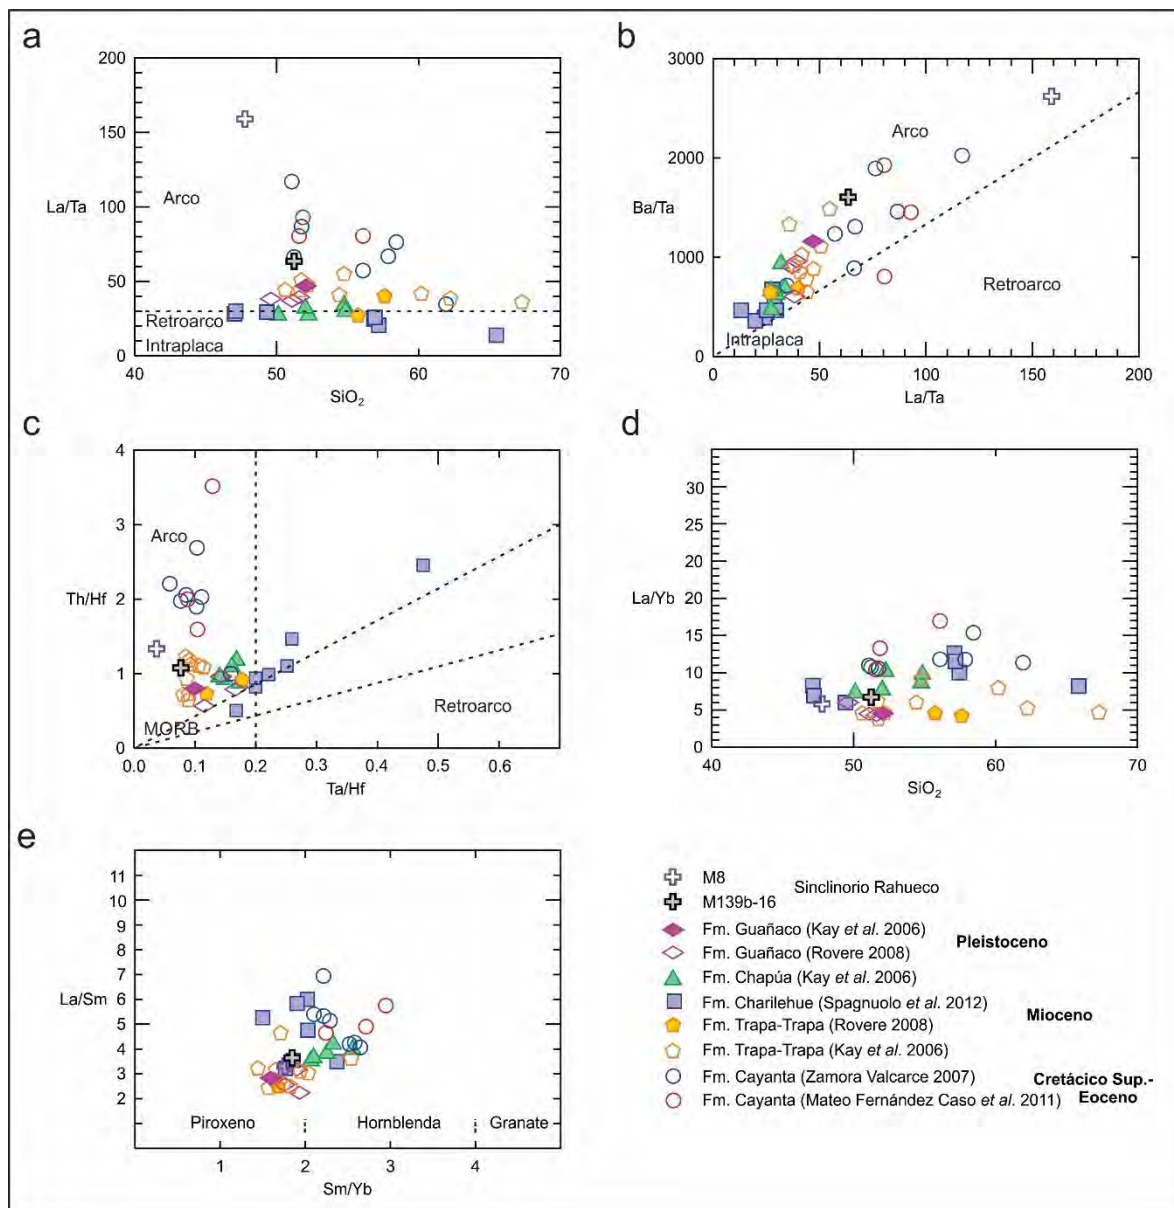 a
200
150
Arco
La/Ta
100
50
Retroarco
Intraplaca
0
40
50
60
70
SiO2
b
3000
Arco
2000
Ba/Ta
1000
Retroarco
Intraplaca
0
0
50
100
150
200
La/Ta
c
4
3
Arco
Th/Hf
2
1
Retroarco
MORB
0
0.0
0.1
0.2
0.3
0.4
0.5
0.6
Ta/Hf
d
30
30
25
20
La/Yb
20
15
10
5
0
40
50
60
70
SiO2
e
11
10
9
8
7
La/Sm
6
5
4
3
2
Piroxeno
Hornblenda
Granate
1
2
3
4
Sm/Yb
M8
Sinclinorio Rahueco
M139b-16
Fm. Guañaco (Kay et al. 2006)
Pleistoceno
Fm. Guañaco (Rovere 2008)
Fm. Chapúa (Kay et al. 2006)
Fm. Charilehue (Spagnuolo et al. 2012)
Mioceno
Fm. Trapa-Trapa (Rovere 2008)
Fm. Trapa-Trapa (Kay et al. 2006)
Fm. Cayanta (Zamora Valcarce 2007)
Cretácico Sup.-
Eoceno
Fm. Cayanta (Mateo Fernández Caso et al. 2011)